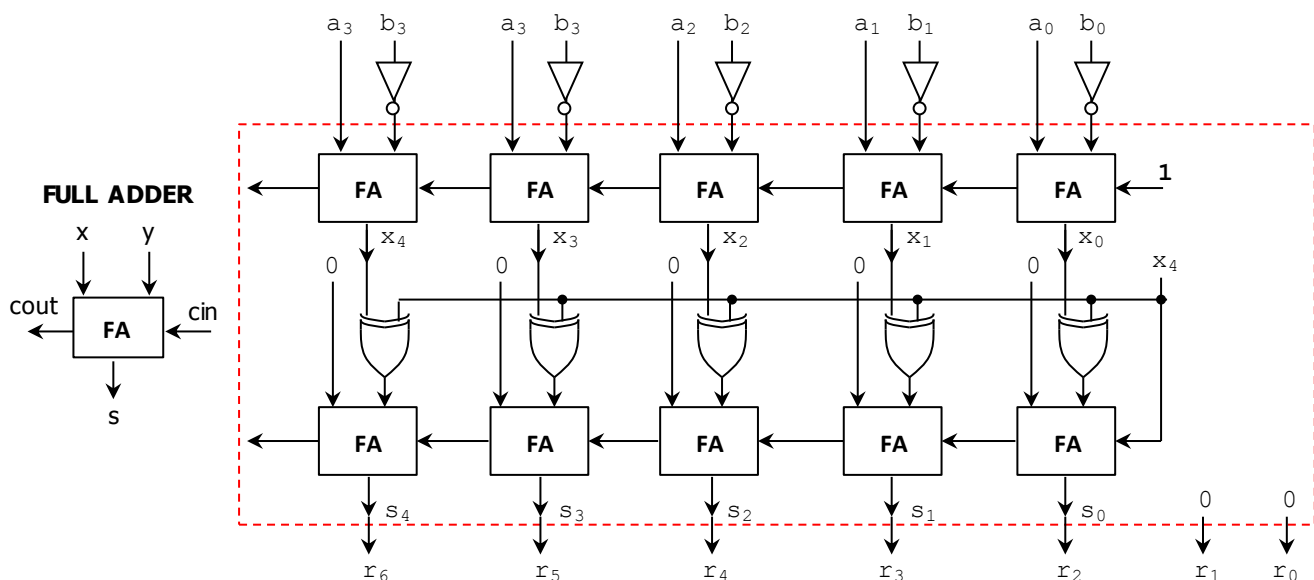 a₃ b₃ a₃ b₃ a₂ b₂ a₁ b₁ a₀ b₀
FA FA FA FA FA 1
FULL ADDER
x y
x₄ x₃ x₂ x₁ x₀
0 0 0 0 0 x₄
cout FA cin
s
FA FA FA FA FA
s₄ s₃ s₂ s₁ s₀ 0 0
r₆ r₅ r₄ r₃ r₂ r₁ r₀